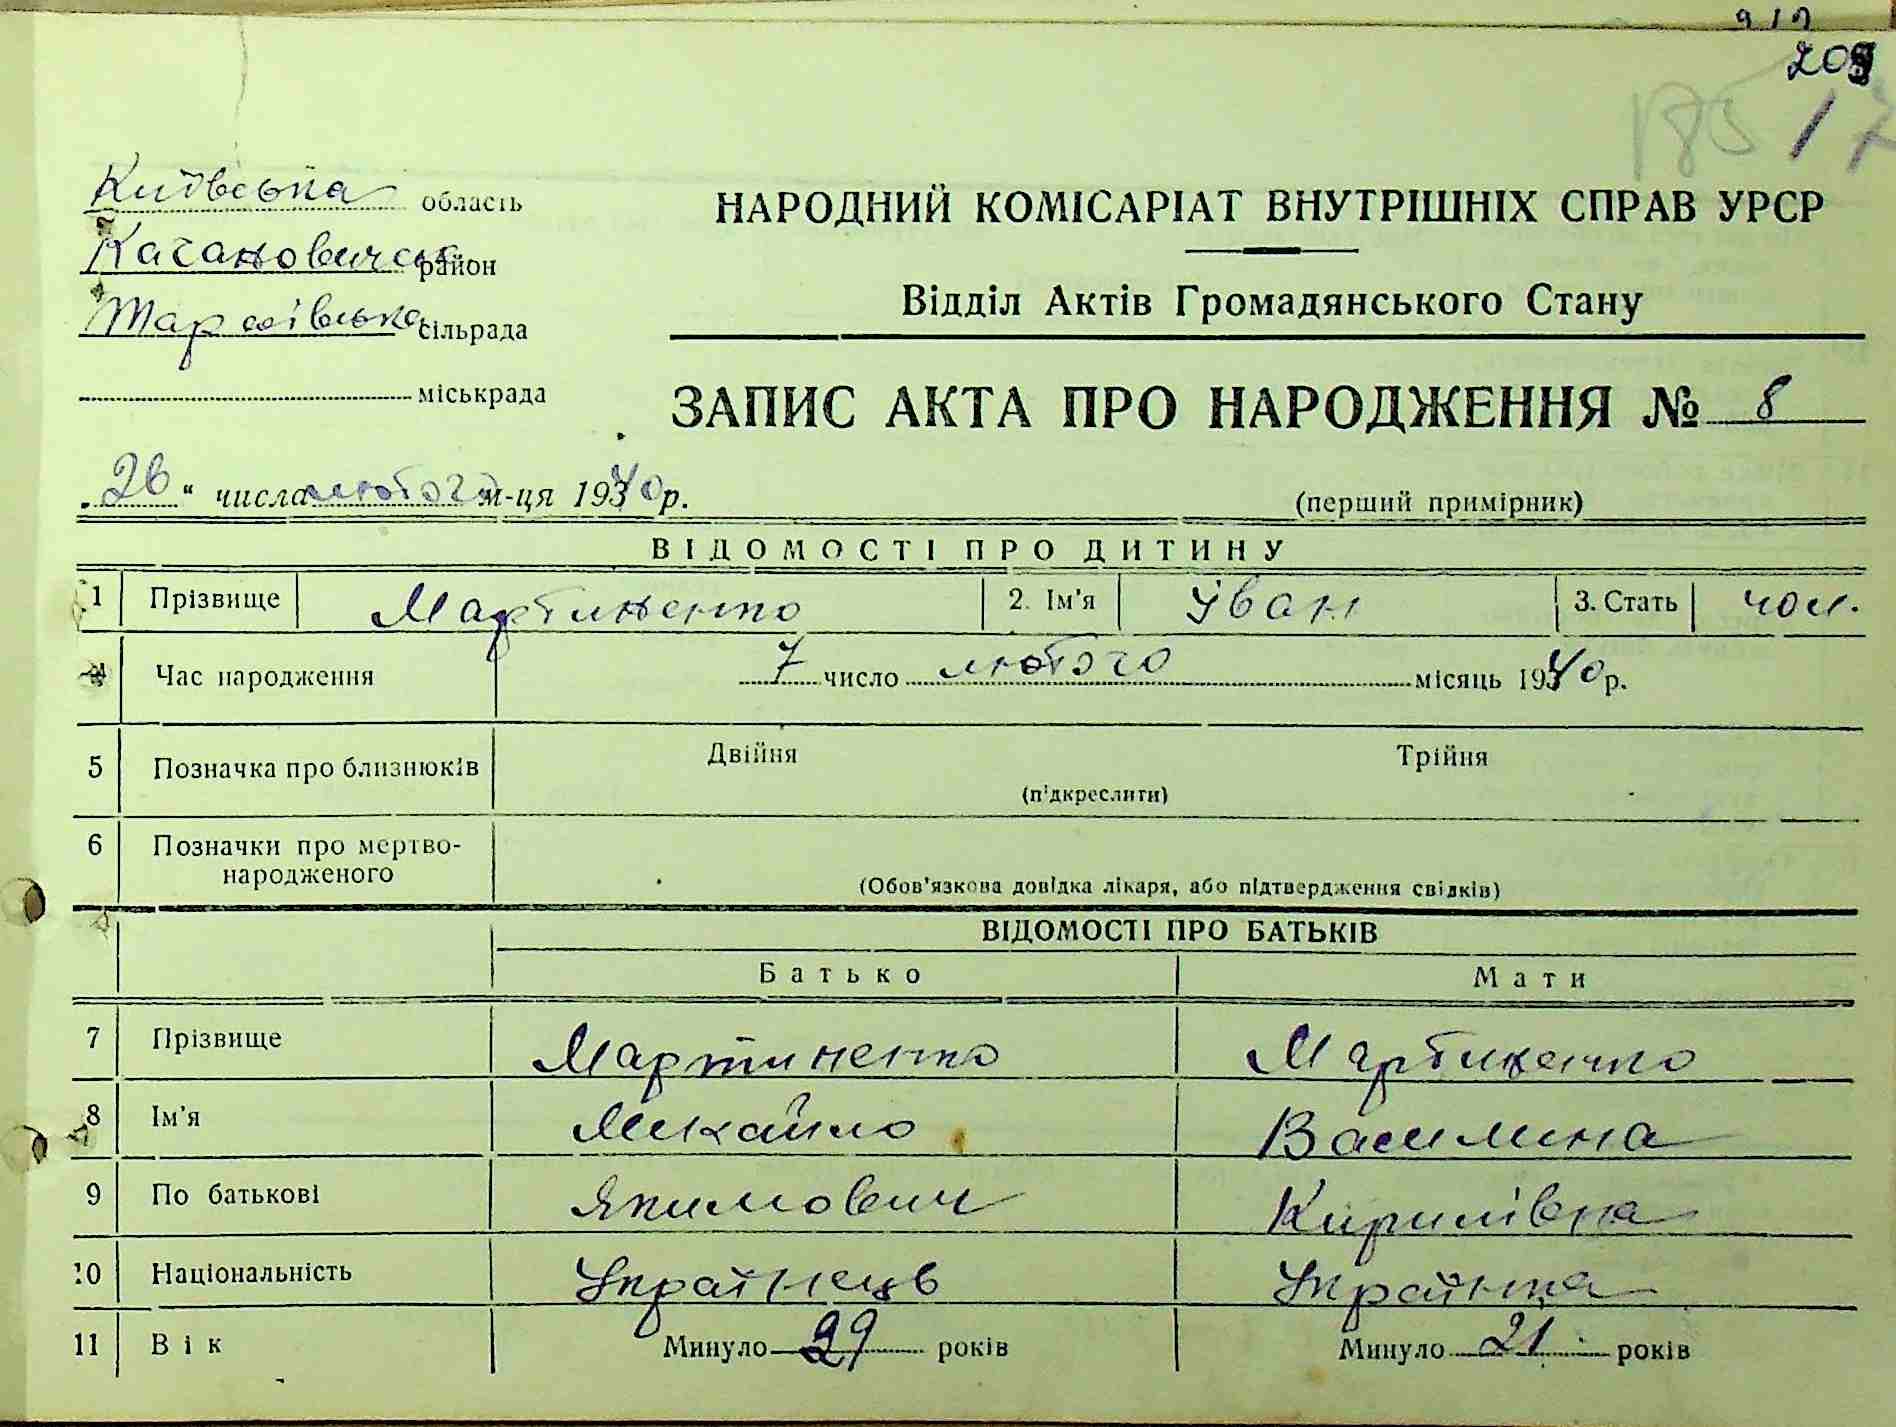 209
185 17
Київська область
Кагановичськ. район
сільрада
міськрада
НАРОДНИЙ КОМІСАРІАТ ВНУТРІШНІХ СПРАВ УРСР
Відділ Актів Громадянського Стану
ЗАПИС АКТА ПРО НАРОДЖЕННЯ № 8
„26“ числа лютого м-ця 1940 р.
(перший примірник)
ВІДОМОСТІ ПРО ДИТИНУ
1 Прізвище Мартиненко 2. Ім'я Іван 3. Стать чол.
4 Час народження 7 число лютого місяць 1940 р.
5 Позначка про близнюків Двійня Трійня
(підкреслити)
6 Позначки про мертво-
народженого
(Обов'язкова довідка лікаря, або підтвердження свідків)
ВІДОМОСТІ ПРО БАТЬКІВ
Батько Мати
7 Прізвище Мартиненко Мартиненко
8 Ім'я Михайло Василина
9 По батькові Якимович Кирилівна
10 Національність Українець Українка
11 Вік Минуло 29 років Минуло 21 років